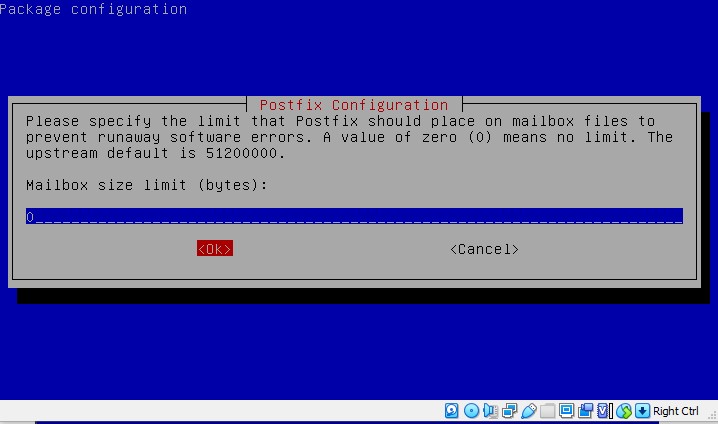 Package configuration
Postfix Configuration
Please specify the limit that Postfix should place on mailbox files to
prevent runaway software errors. A value of zero (0) means no limit. The
upstream default is 51200000.
Mailbox size limit (bytes):
0
<Ok> <Cancel>
Right Ctrl